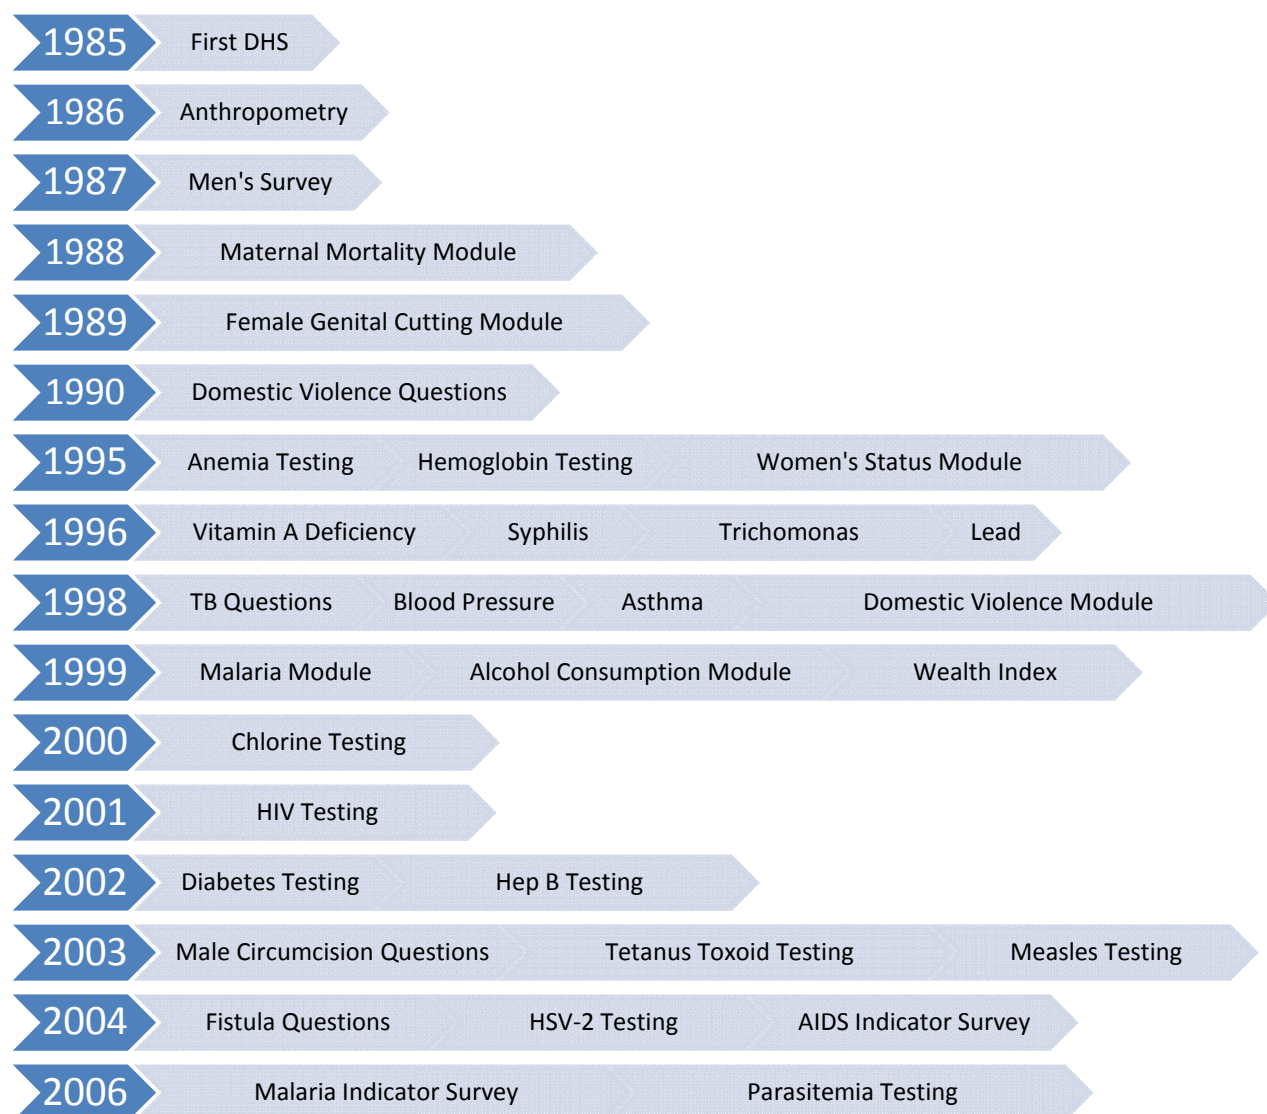 1985 First DHS
1986 Anthropometry
1987 Men's Survey
1988 Maternal Mortality Module
1989 Female Genital Cutting Module
1990 Domestic Violence Questions
1995 Anemia Testing Hemoglobin Testing Women's Status Module
1996 Vitamin A Deficiency Syphilis Trichomonas Lead
1998 TB Questions Blood Pressure Asthma Domestic Violence Module
1999 Malaria Module Alcohol Consumption Module Wealth Index
2000 Chlorine Testing
2001 HIV Testing
2002 Diabetes Testing Hep B Testing
2003 Male Circumcision Questions Tetanus Toxoid Testing Measles Testing
2004 Fistula Questions HSV-2 Testing AIDS Indicator Survey
2006 Malaria Indicator Survey Parasitemia Testing